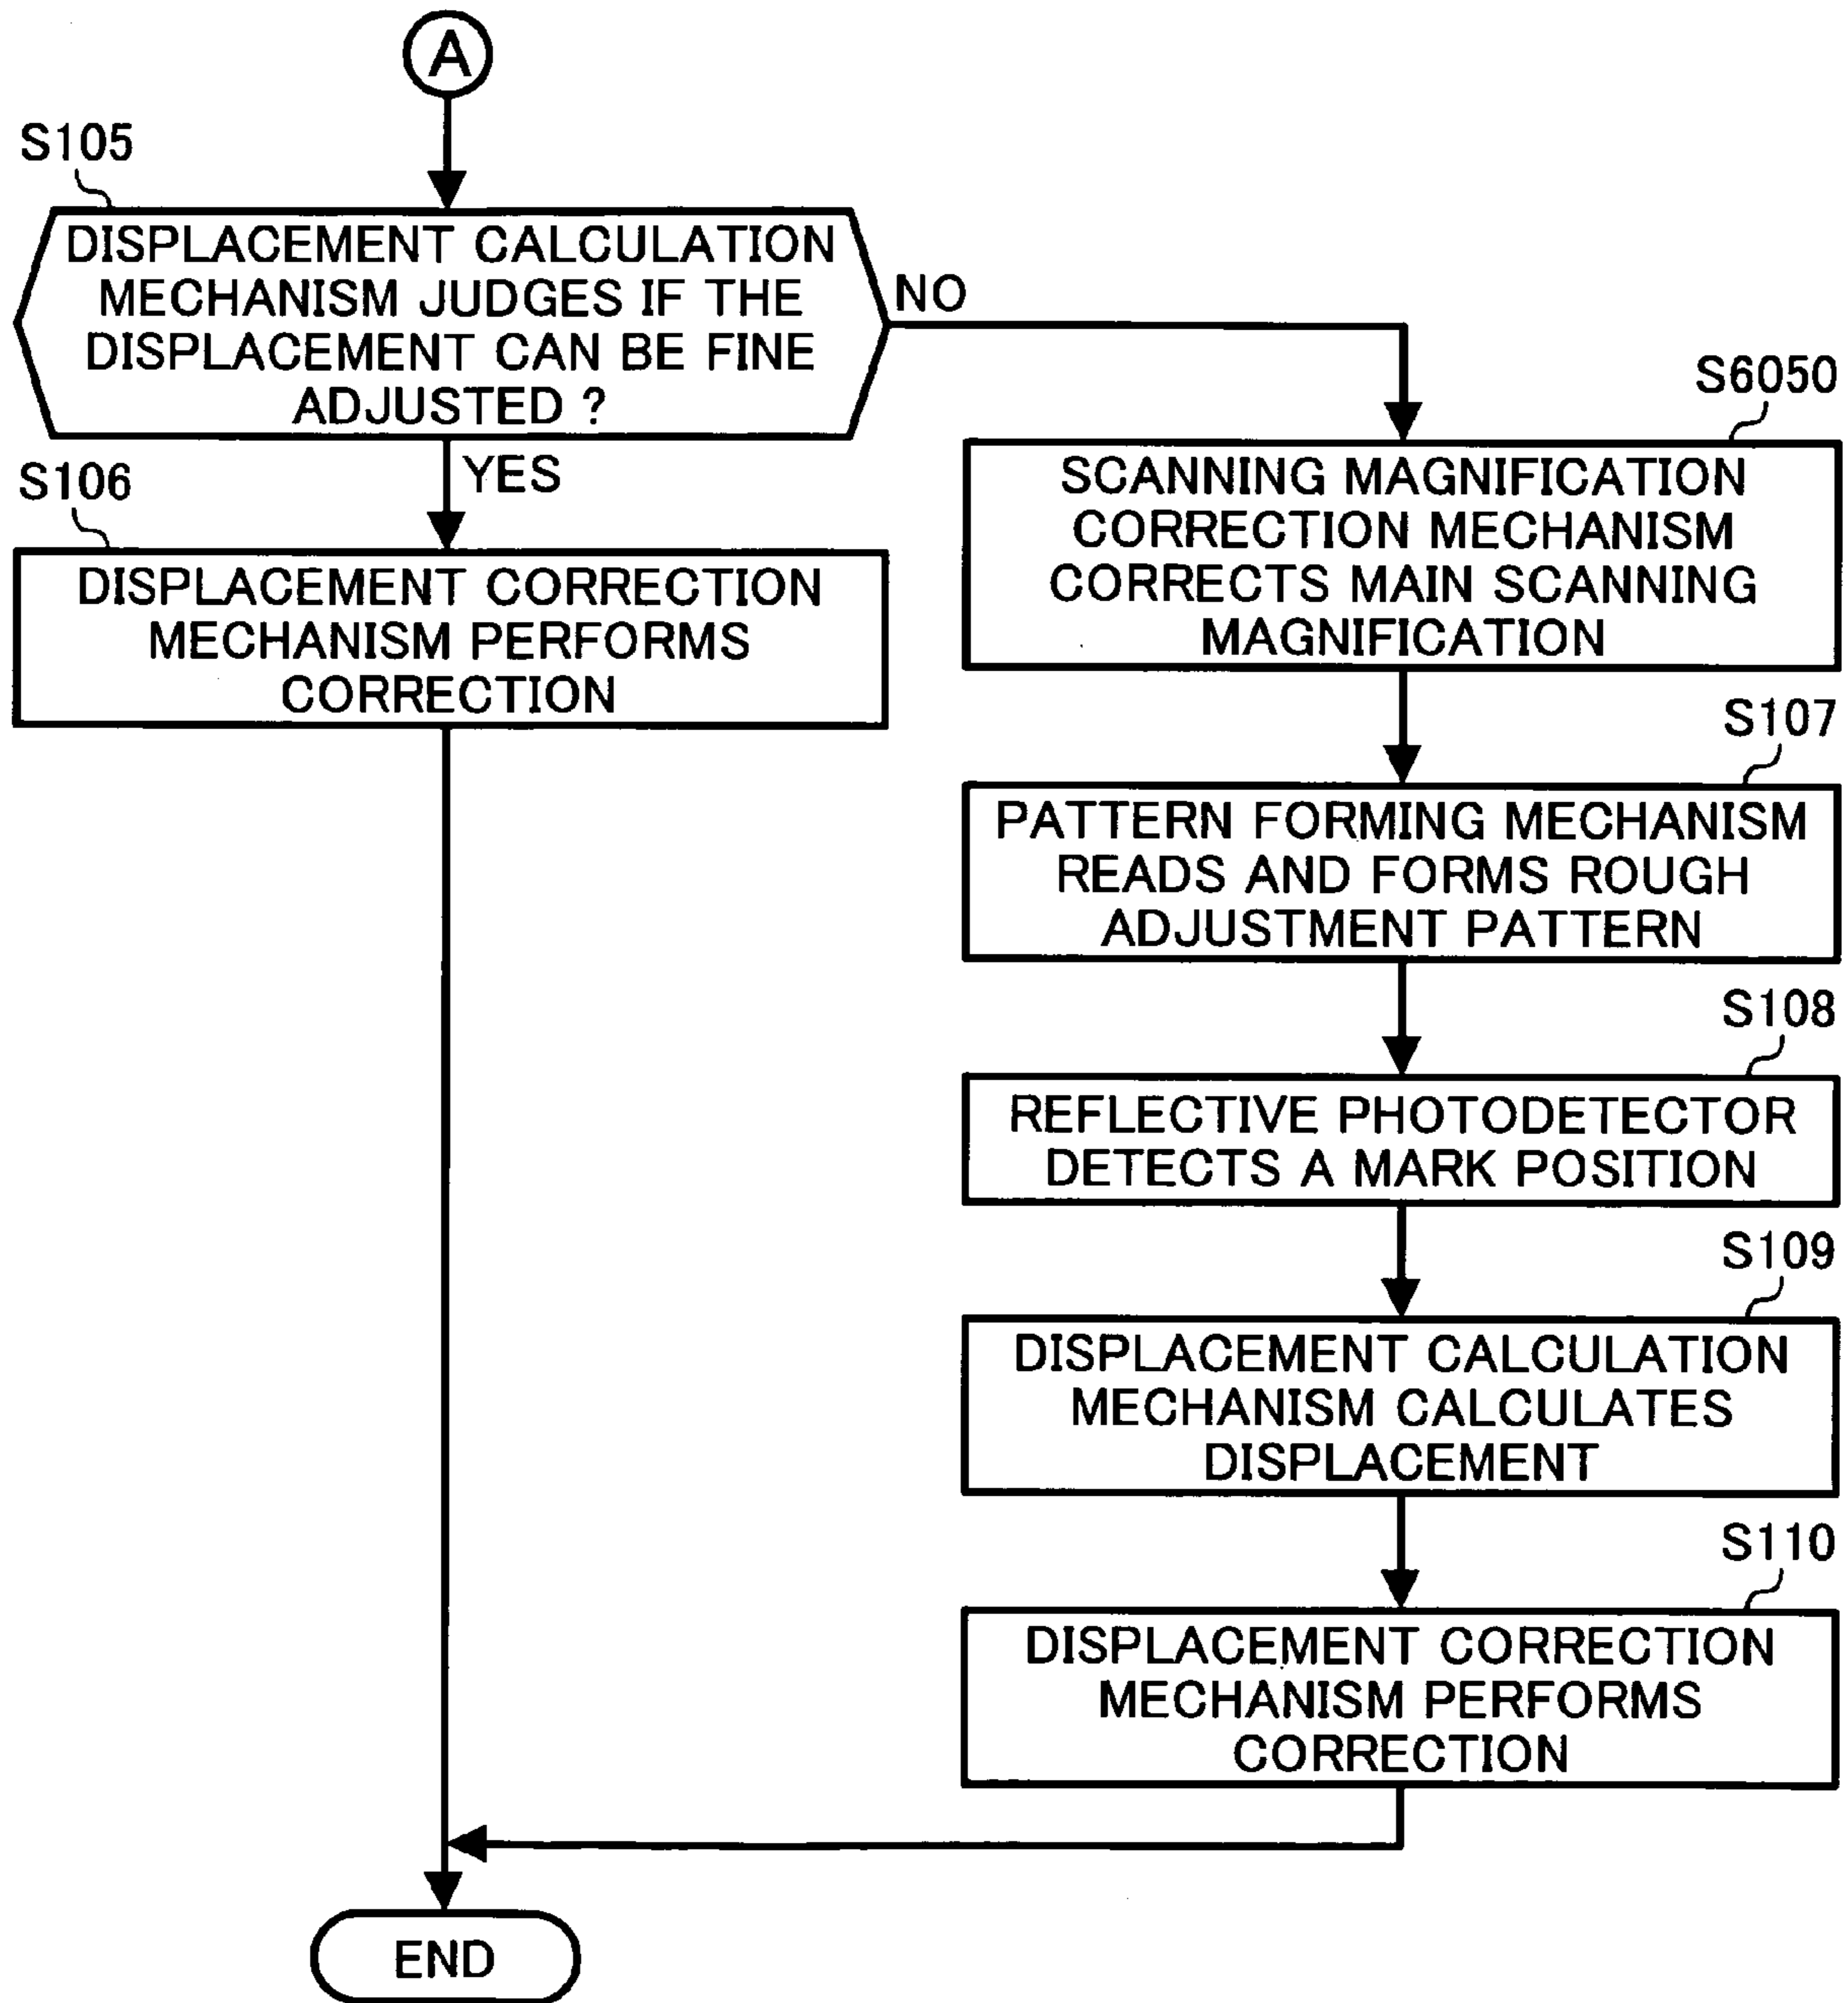 A
S105
DISPLACEMENT CALCULATION
MECHANISM JUDGES IF THE
DISPLACEMENT CAN BE FINE
ADJUSTED ?
NO
YES
S106
DISPLACEMENT CORRECTION
MECHANISM PERFORMS
CORRECTION
S6050
SCANNING MAGNIFICATION
CORRECTION MECHANISM
CORRECTS MAIN SCANNING
MAGNIFICATION
S107
PATTERN FORMING MECHANISM
READS AND FORMS ROUGH
ADJUSTMENT PATTERN
S108
REFLECTIVE PHOTODETECTOR
DETECTS A MARK POSITION
S109
DISPLACEMENT CALCULATION
MECHANISM CALCULATES
DISPLACEMENT
S110
DISPLACEMENT CORRECTION
MECHANISM PERFORMS
CORRECTION
END